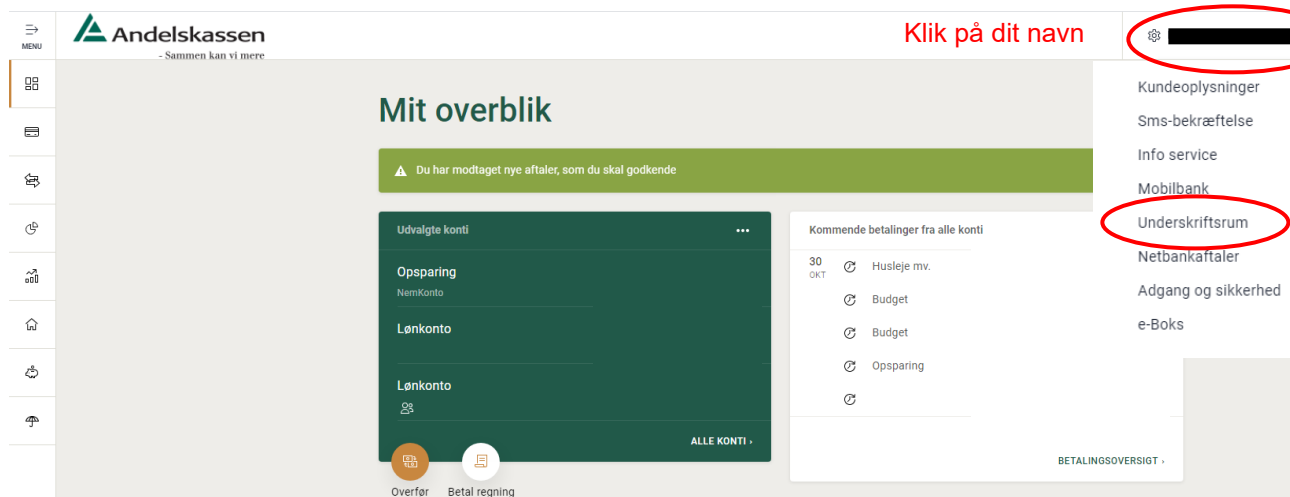 MENU
Andelskassen
- Sammen kan vi mere
Klik på dit navn
Kundeoplysninger
Sms-bekræftelse
Info service
Mobilbank
Underskriftsrum
Netbankaftaler
Adgang og sikkerhed
e-Boks
Mit overblik
Du har modtaget nye aftaler, som du skal godkende
Udvalgte konti
Opsparing
NemKonto
Lønkonto
Lønkonto
ALLE KONTI ›
Overfør
Betal regning
Kommende betalinger fra alle konti
30 Husleje mv.
OKT
Budget
Budget
Opsparing
BETALINGSOVERSIGT ›